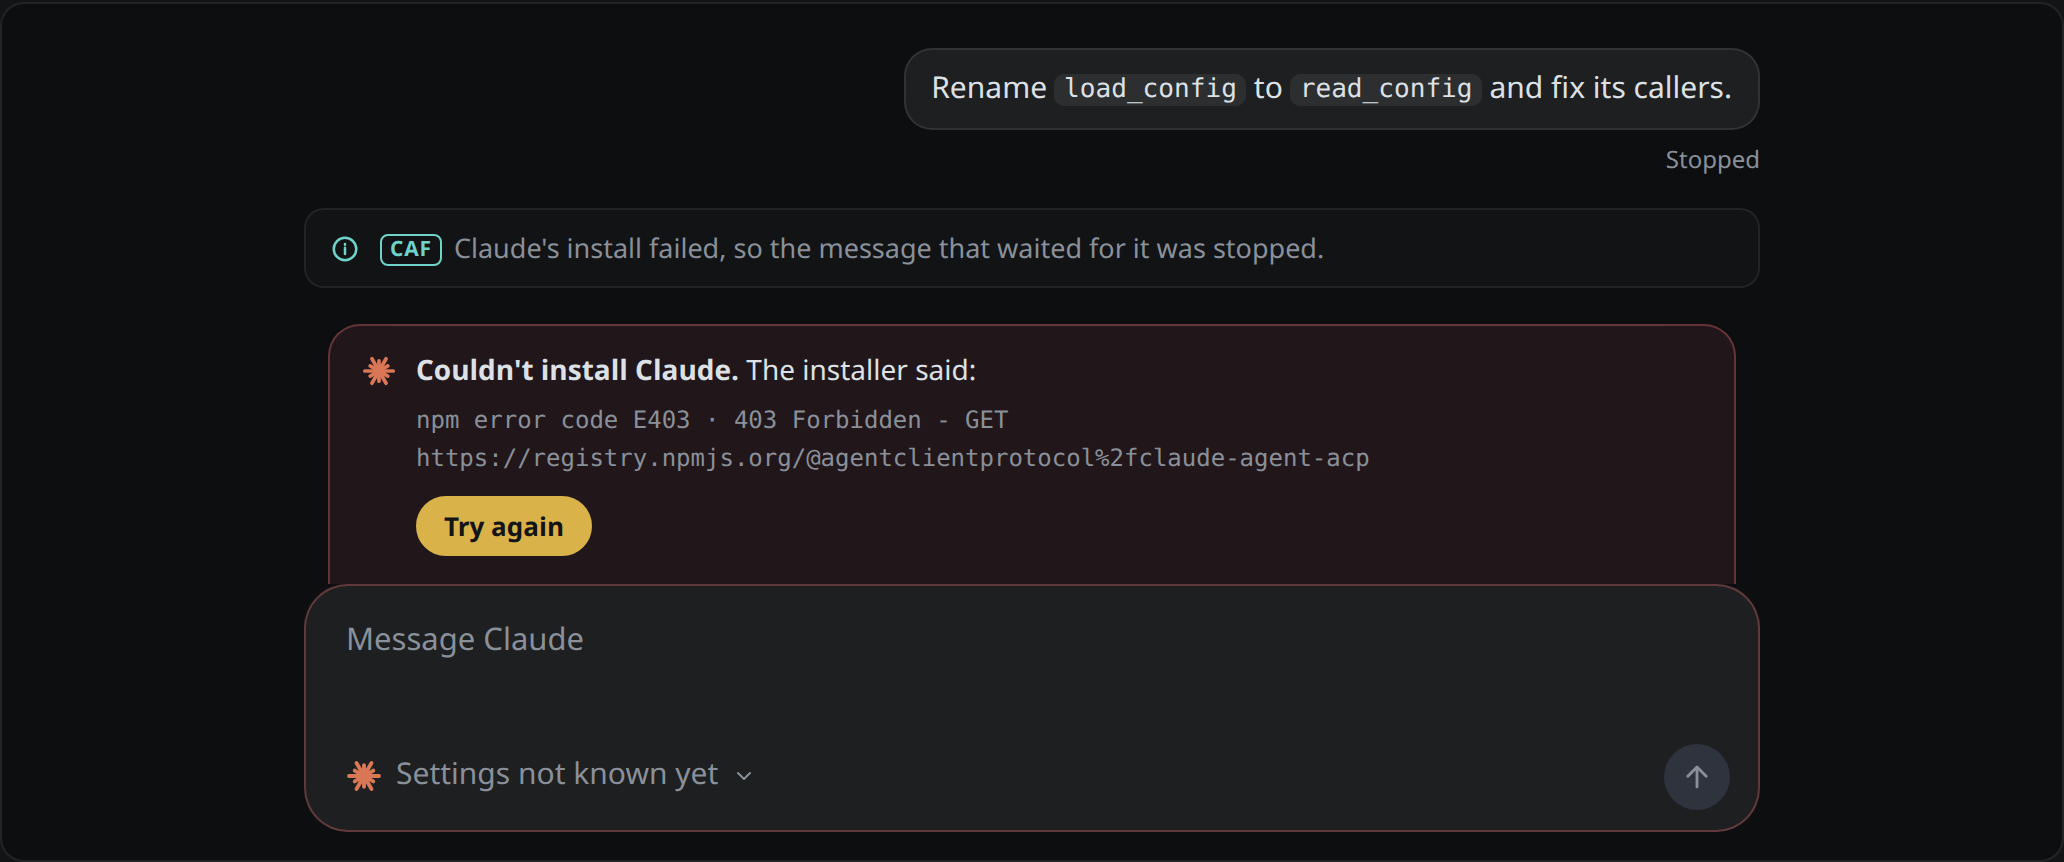 Rename load_config to read_config and fix its callers.
Stopped
CAF Claude's install failed, so the message that waited for it was stopped.
Couldn't install Claude. The installer said:
npm error code E403 · 403 Forbidden - GET
https://registry.npmjs.org/@agentclientprotocol%2fclaude-agent-acp
Try again
Message Claude
Settings not known yet